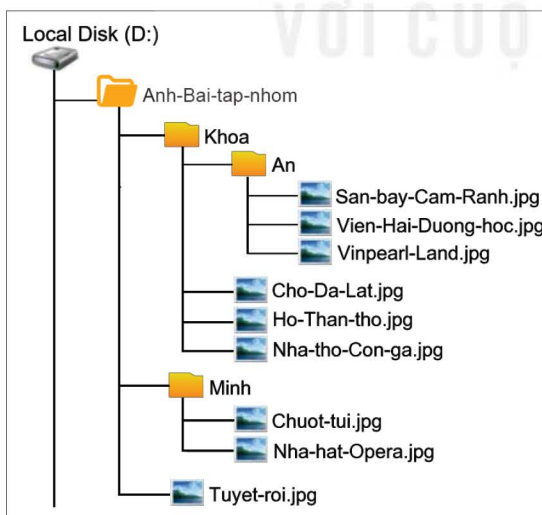 VỚI CUỘ
Local Disk (D:)
Anh-Bai-tap-nhom
Khoa
An
San-bay-Cam-Ranh.jpg
Vien-Hai-Duong-hoc.jpg
Vinpearl-Land.jpg
Cho-Da-Lat.jpg
Ho-Than-tho.jpg
Nha-tho-Con-ga.jpg
Minh
Chuot-tui.jpg
Nha-hat-Opera.jpg
Tuyet-roi.jpg